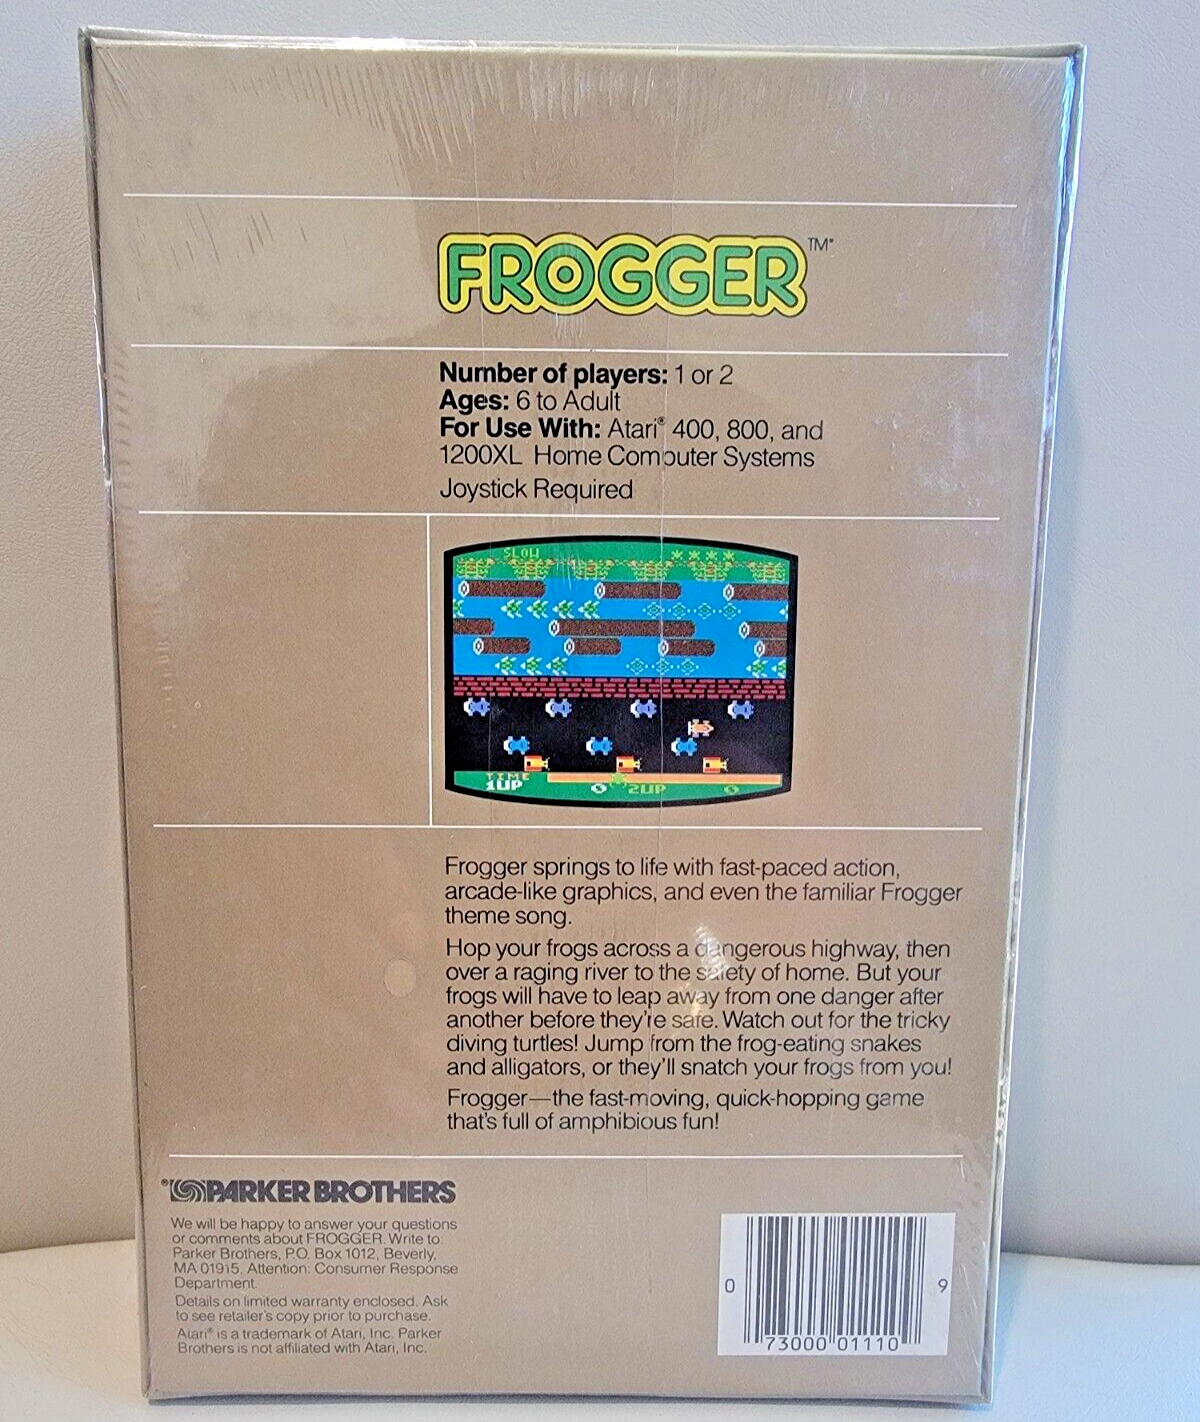 FROGGER™*
Number of players: 1 or 2
Ages: 6 to Adult
For Use With: Atari® 400, 800, and
1200XL Home Computer Systems
Joystick Required
SLOW
TIME
1UP 0 2UP 0
Frogger springs to life with fast-paced action,
arcade-like graphics, and even the familiar Frogger
theme song.
Hop your frogs across a dangerous highway, then
over a raging river to the safety of home. But your
frogs will have to leap away from one danger after
another before they're safe. Watch out for the tricky
diving turtles! Jump from the frog-eating snakes
and alligators, or they'll snatch your frogs from you!
Frogger—the fast-moving, quick-hopping game
that's full of amphibious fun!
PARKER BROTHERS
We will be happy to answer your questions
or comments about FROGGER. Write to:
Parker Brothers, P.O. Box 1012, Beverly,
MA 01915. Attention: Consumer Response
Department.
Details on limited warranty enclosed. Ask
to see retailer's copy prior to purchase.
Atari® is a trademark of Atari, Inc. Parker
Brothers is not affiliated with Atari, Inc.
0 73000 01110 9